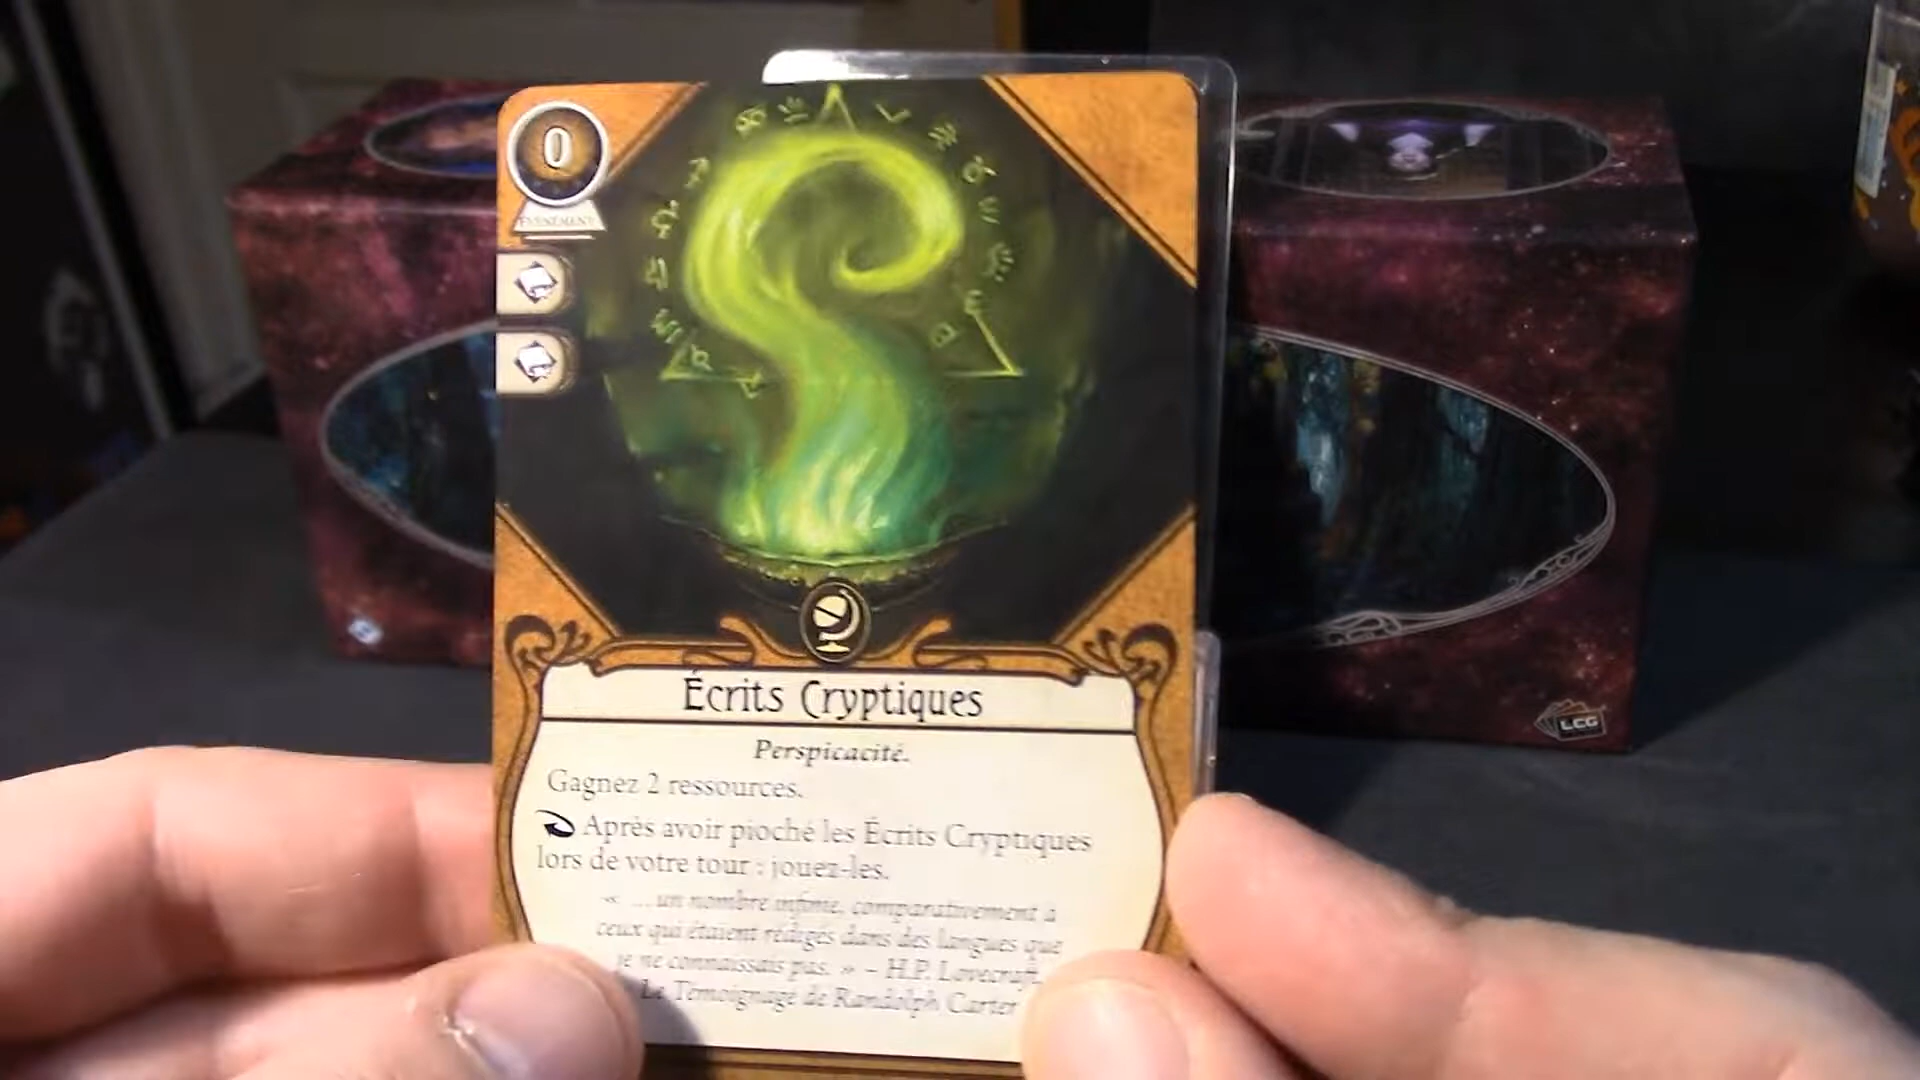 0
ÉVÉNEMENT
Écrits Cryptiques
Perspicacité.
Gagnez 2 ressources.
Après avoir pioché les Écrits Cryptiques
lors de votre tour : jouez-les.
« ...un nombre infime, comparativement à
ceux qui étaient rédigés dans des langues que
je ne connaissais pas. » – H.P. Lovecraft,
Le Témoignage de Randolph Carter
LCG